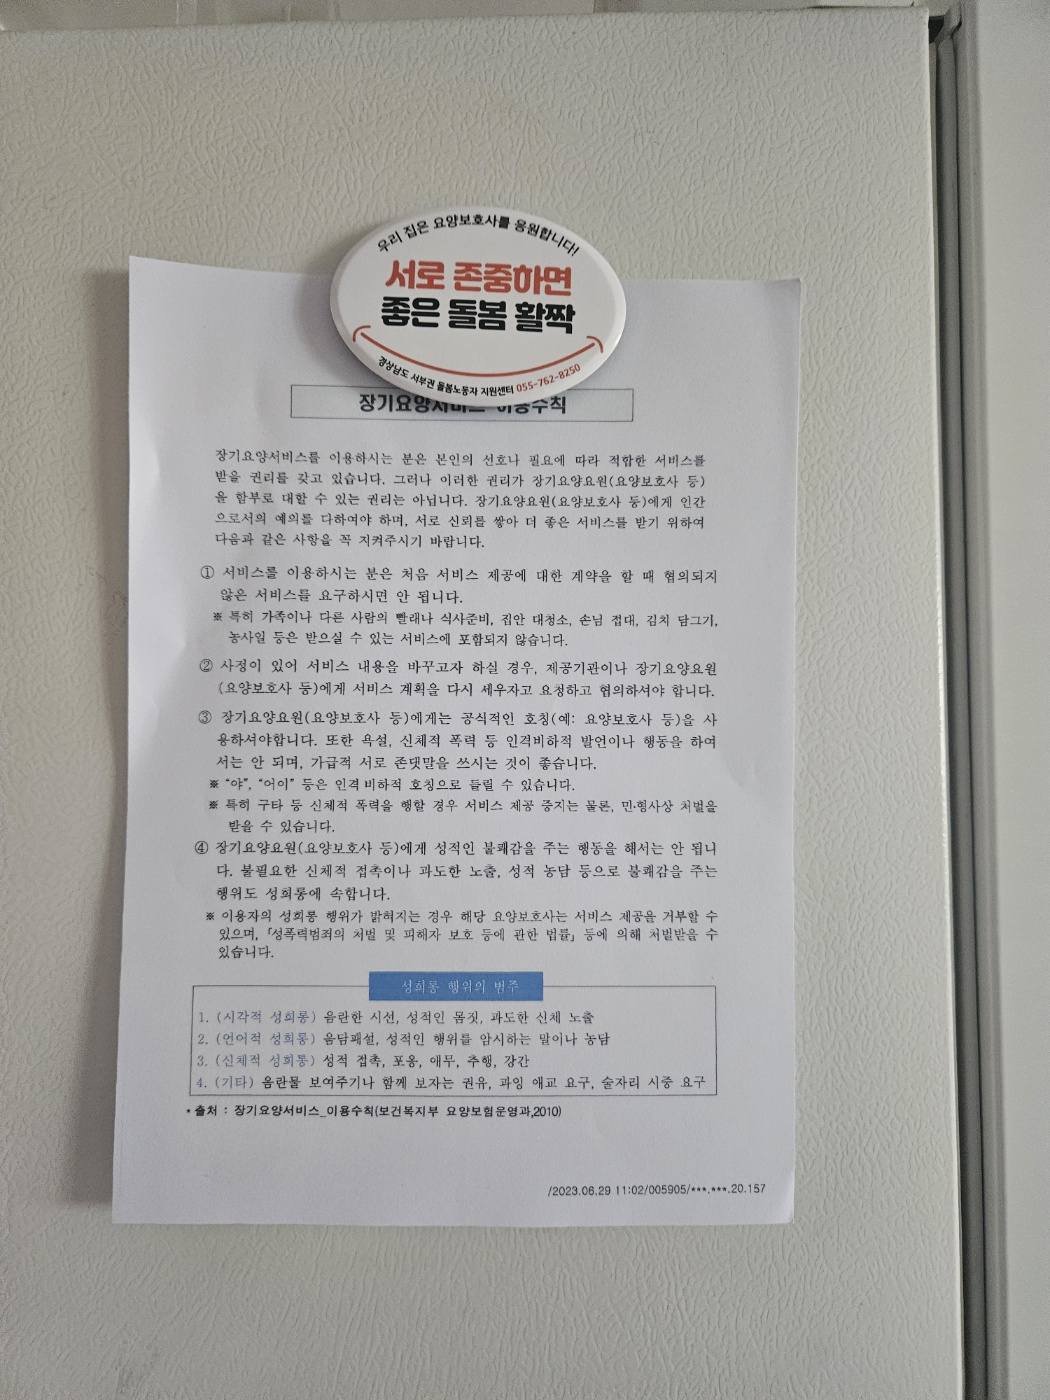 우리 집은 요양보호사를 응원합니다!
서로 존중하면
좋은 돌봄 활짝
경상남도 서부권 돌봄노동자 지원센터 055-762-8250
장기요양서비스 이용수칙
장기요양서비스를 이용하시는 분은 본인의 선호나 필요에 따라 적합한 서비스를
받을 권리를 갖고 있습니다. 그러나 이러한 권리가 장기요양요원(요양보호사 등)
을 함부로 대할 수 있는 권리는 아닙니다. 장기요양요원(요양보호사 등)에게 인간
으로서의 예의를 다하여야 하며, 서로 신뢰를 쌓아 더 좋은 서비스를 받기 위하여
다음과 같은 사항을 꼭 지켜주시기 바랍니다.
① 서비스를 이용하시는 분은 처음 서비스 제공에 대한 계약을 할 때 협의되지
않은 서비스를 요구하시면 안 됩니다.
※ 특히 가족이나 다른 사람의 빨래나 식사준비, 집안 대청소, 손님 접대, 김치 담그기,
농사일 등은 받으실 수 있는 서비스에 포함되지 않습니다.
② 사정이 있어 서비스 내용을 바꾸고자 하실 경우, 제공기관이나 장기요양요원
(요양보호사 등)에게 서비스 계획을 다시 세우자고 요청하고 협의하셔야 합니다.
③ 장기요양요원(요양보호사 등)에게는 공식적인 호칭(예: 요양보호사 등)을 사
용하셔야합니다. 또한 욕설, 신체적 폭력 등 인격비하적 발언이나 행동을 하여
서는 안 되며, 가급적 서로 존댓말을 쓰시는 것이 좋습니다.
※ "야", "어이" 등은 인격 비하적 호칭으로 들릴 수 있습니다.
※ 특히 구타 등 신체적 폭력을 행할 경우 서비스 제공 중지는 물론, 민·형사상 처벌을
받을 수 있습니다.
④ 장기요양요원(요양보호사 등)에게 성적인 불쾌감을 주는 행동을 해서는 안 됩니
다. 불필요한 신체적 접촉이나 과도한 노출, 성적 농담 등으로 불쾌감을 주는
행위도 성희롱에 속합니다.
※ 이용자의 성희롱 행위가 밝혀지는 경우 해당 요양보호사는 서비스 제공을 거부할 수
있으며, 「성폭력범죄의 처벌 및 피해자 보호 등에 관한 법률」 등에 의해 처벌받을 수
있습니다.
성희롱 행위의 범주
1. (시각적 성희롱) 음란한 시선, 성적인 몸짓, 과도한 신체 노출
2. (언어적 성희롱) 음담패설, 성적인 행위를 암시하는 말이나 농담
3. (신체적 성희롱) 성적 접촉, 포옹, 애무, 추행, 강간
4. (기타) 음란물 보여주기나 함께 보자는 권유, 과잉 애교 요구, 술자리 시중 요구
* 출처 : 장기요양서비스_이용수칙(보건복지부 요양보험운영과,2010)
/2023.06.29 11:02/005905/***.***.20.157